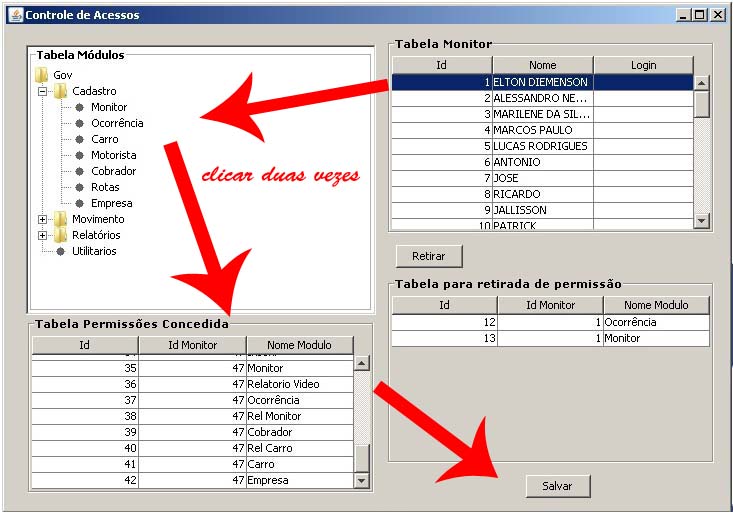 Controle de Acessos
Tabela Módulos
Gov
Cadastro
Monitor
Ocorrência
Carro
Motorista
Cobrador
Rotas
Empresa
Movimento
Relatórios
Utilitarios
clicar duas vezes
Tabela Monitor
Id Nome Login
1 ELTON DIEMENSON
2 ALESSANDRO NE...
3 MARILENE DA SIL...
4 MARCOS PAULO
5 LUCAS RODRIGUES
6 ANTONIO
7 JOSE
8 RICARDO
9 JALLISSON
10 PATRICK
Retirar
Tabela para retirada de permissão
Id Id Monitor Nome Modulo
12 1 Ocorrência
13 1 Monitor
Tabela Permissões Concedida
Id Id Monitor Nome Modulo
35 47 Monitor
36 47 Relatorio Video
37 47 Ocorrência
38 47 Rel Monitor
39 47 Cobrador
40 47 Rel Carro
41 47 Carro
42 47 Empresa
Salvar